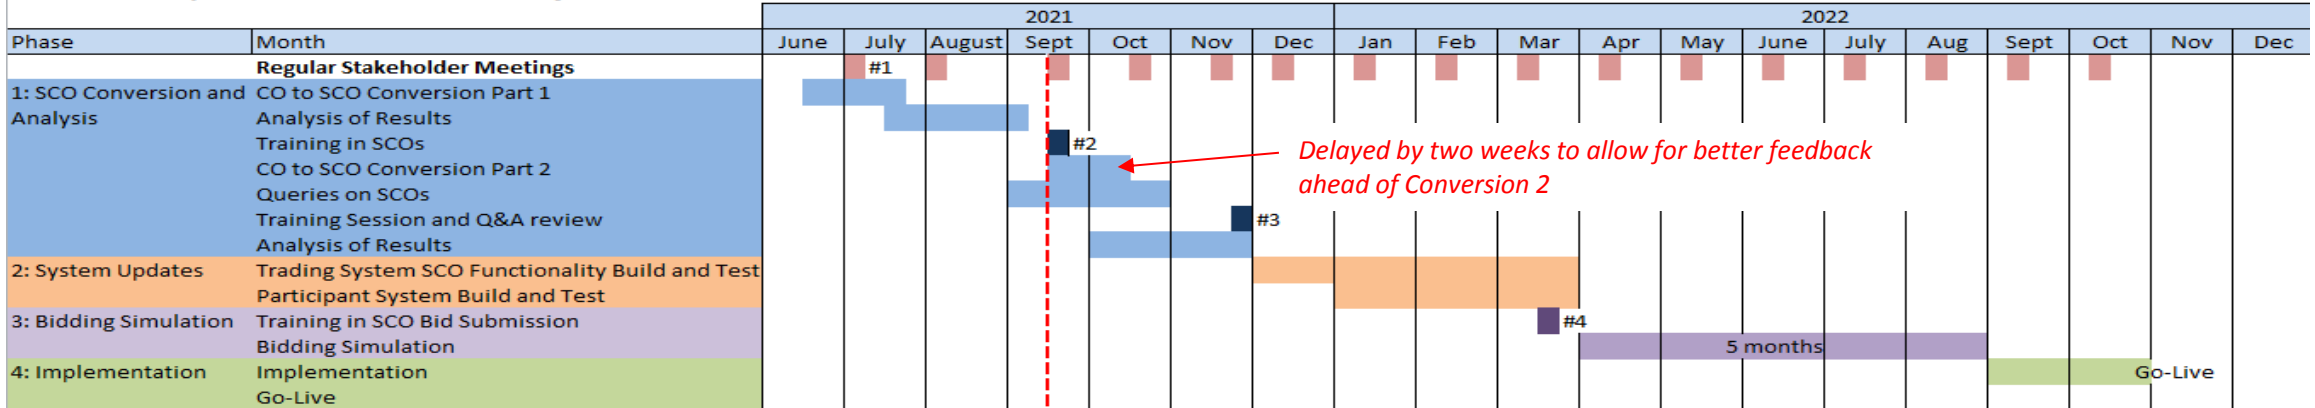 2021 2022
Phase Month June July August Sept Oct Nov Dec Jan Feb Mar Apr May June July Aug Sept Oct Nov Dec
Regular Stakeholder Meetings #1
1: SCO Conversion and CO to SCO Conversion Part 1
Analysis Analysis of Results
Training in SCOs #2
Delayed by two weeks to allow for better feedback
CO to SCO Conversion Part 2
ahead of Conversion 2
Queries on SCOs
Training Session and Q&A review #3
Analysis of Results
2: System Updates Trading System SCO Functionality Build and Test
Participant System Build and Test
3: Bidding Simulation Training in SCO Bid Submission #4
Bidding Simulation 5 months
4: Implementation Implementation Go-Live
Go-Live